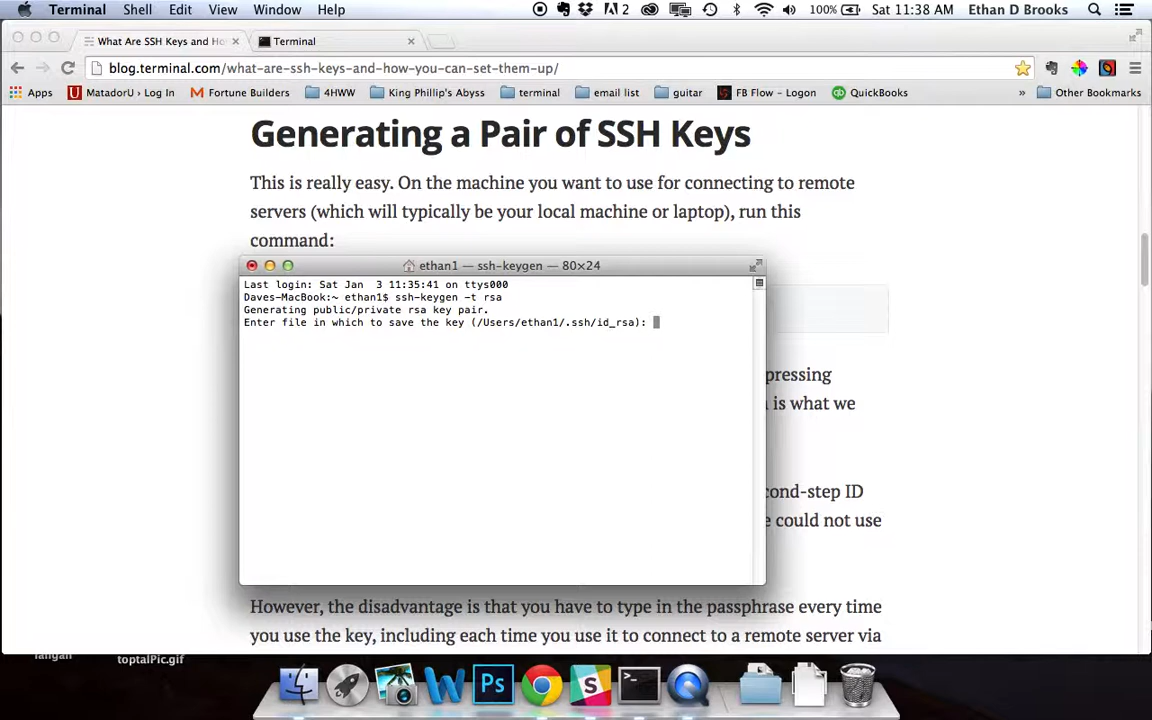 Terminal Shell Edit View Window Help 2 100% Sat 11:38 AM Ethan D Brooks
What Are SSH Keys and Ho Terminal
blog.terminal.com/what-are-ssh-keys-and-how-you-can-set-them-up/
Apps MatadorU › Log In Fortune Builders 4HWW King Phillip's Abyss terminal email list guitar FB Flow - Logon QuickBooks » Other Bookmarks
Generating a Pair of SSH Keys
This is really easy. On the machine you want to use for connecting to remote
servers (which will typically be your local machine or laptop), run this
command:
ethan1 — ssh-keygen — 80×24
Last login: Sat Jan 3 11:35:41 on ttys000
Daves-MacBook:~ ethan1$ ssh-keygen -t rsa
Generating public/private rsa key pair.
Enter file in which to save the key (/Users/ethan1/.ssh/id_rsa):
pressing
is what we
cond-step ID
e could not use
However, the disadvantage is that you have to type in the passphrase every time
you use the key, including each time you use it to connect to a remote server via
toptalPic.gif
Ps